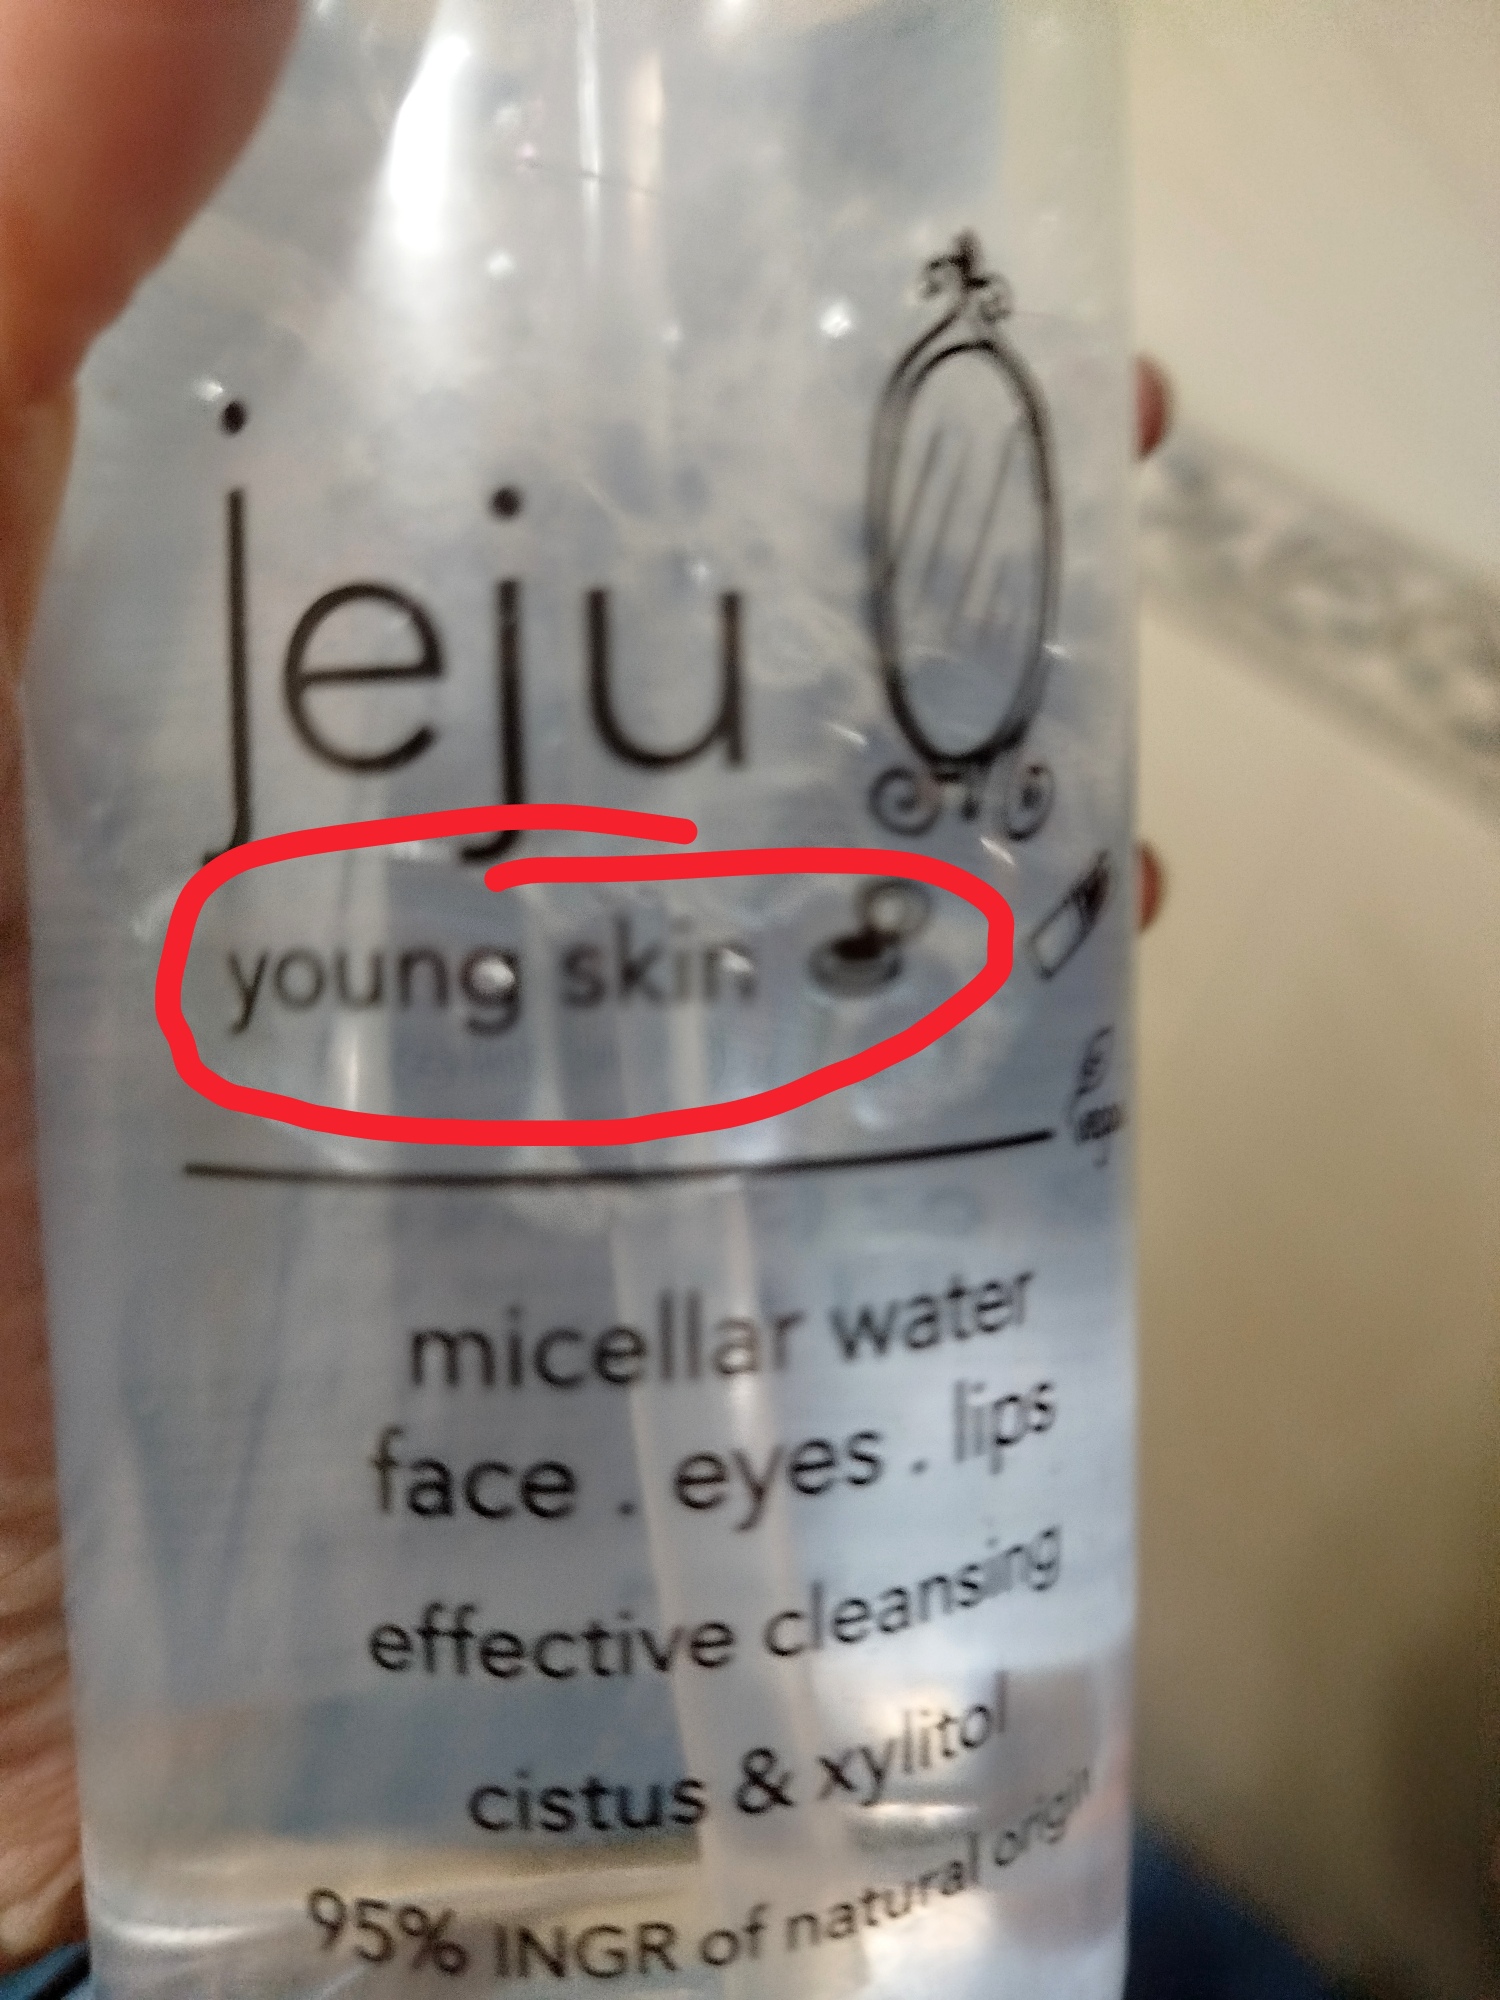 jeju
young skin
micellar water
face . eyes . lips
effective cleansing
cistus & xylitol
95% INGR of natural origin